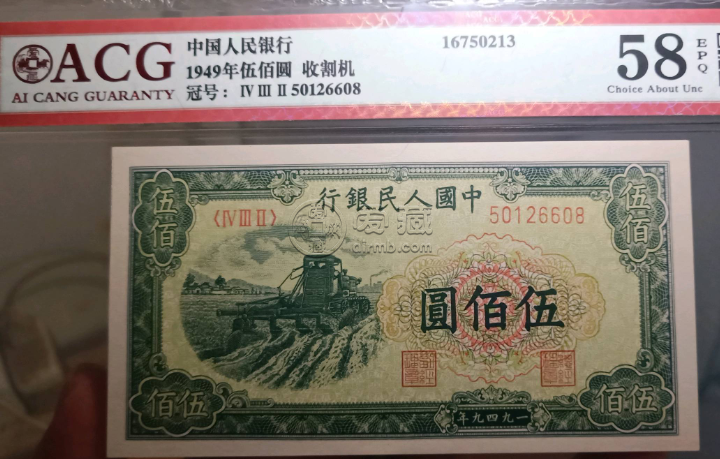 ACG
AI CANG GUARANTY
中国人民银行
1949年伍佰圆 收割机
冠号: Ⅳ Ⅲ Ⅱ 50126608
16750213
58
EPQ
Choice About Unc
行銀民人國中
伍佰
伍佰
〈Ⅳ Ⅲ Ⅱ〉
50126608
爱藏
airmb.com
圓佰伍
佰伍
佰伍
年九四九一